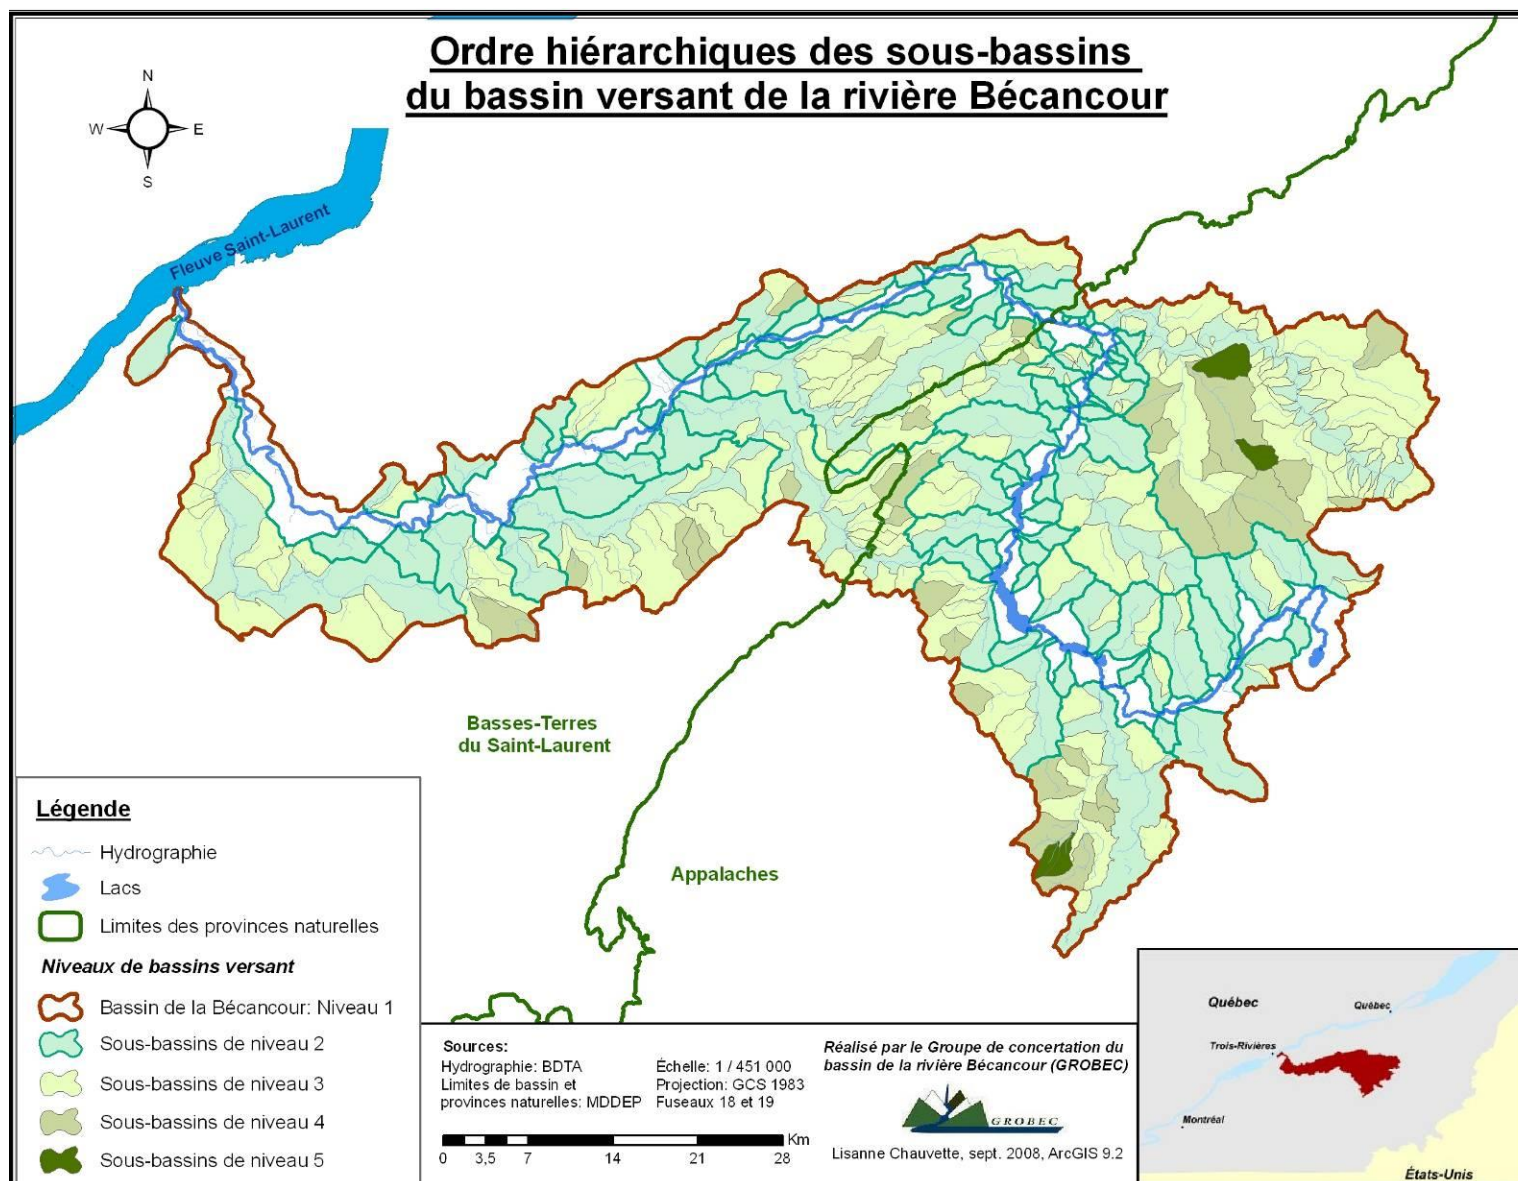 Ordre hiérarchiques des sous-bassins
du bassin versant de la rivière Bécancour
N
W
E
S
Fleuve Saint-Laurent
Basses-Terres
du Saint-Laurent
Appalaches
Légende
Hydrographie
Lacs
Limites des provinces naturelles
Niveaux de bassins versant
Bassin de la Bécancour: Niveau 1
Sous-bassins de niveau 2
Sous-bassins de niveau 3
Sous-bassins de niveau 4
Sous-bassins de niveau 5
Sources:
Hydrographie: BDTA
Limites de bassin et
provinces naturelles: MDDEP
Échelle: 1 / 451 000
Projection: GCS 1983
Fuseaux 18 et 19
Km
0 3,5 7 14 21 28
Réalisé par le Groupe de concertation du
bassin de la rivière Bécancour (GROBEC)
GROBEC
Lisanne Chauvette, sept. 2008, ArcGIS 9.2
Québec
Québec
Trois-Rivières
Montréal
États-Unis